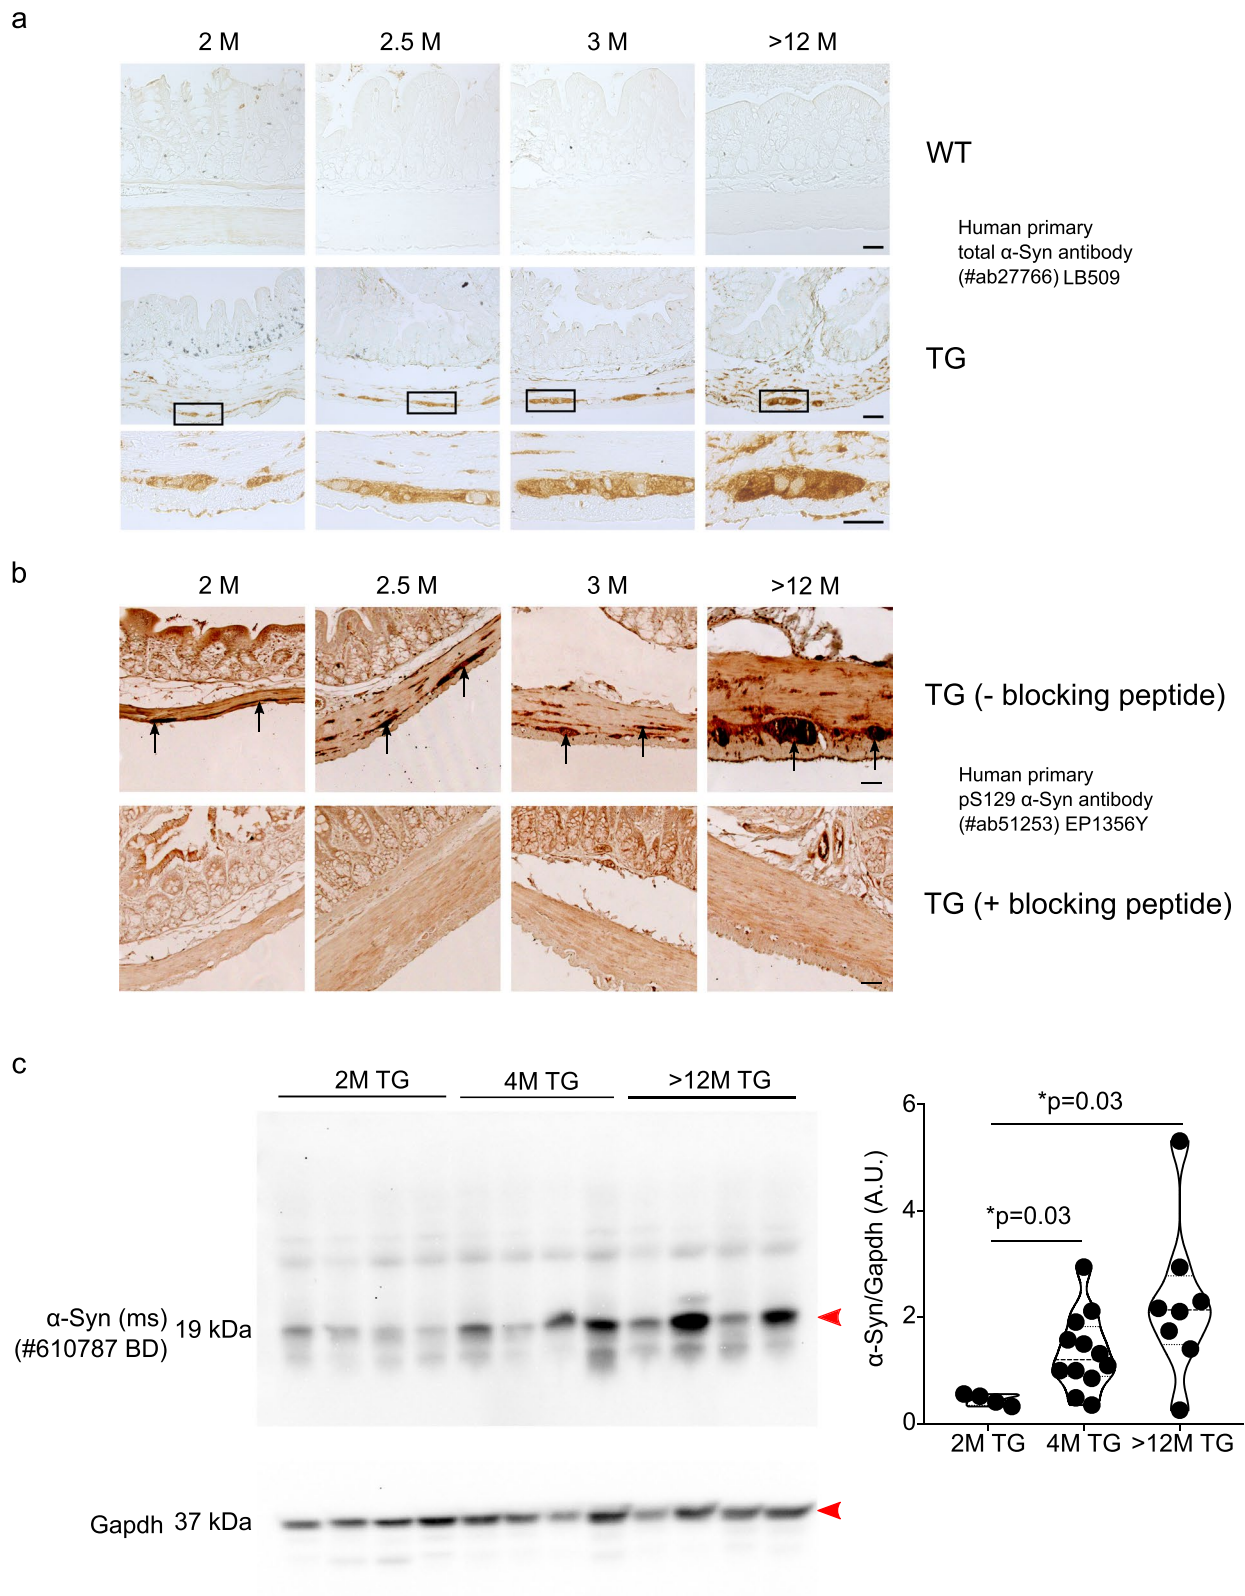 a
2 M 2.5 M 3 M >12 M
WT
Human primary
total α-Syn antibody
(#ab27766) LB509
TG
b
2 M 2.5 M 3 M >12 M
TG (- blocking peptide)
Human primary
pS129 α-Syn antibody
(#ab51253) EP1356Y
TG (+ blocking peptide)
c
2M TG 4M TG >12M TG
α-Syn (ms)
(#610787 BD)
19 kDa
Gapdh 37 kDa
α-Syn/Gapdh (A.U.)
6
4
2
0
*p=0.03
*p=0.03
2M TG 4M TG >12M TG